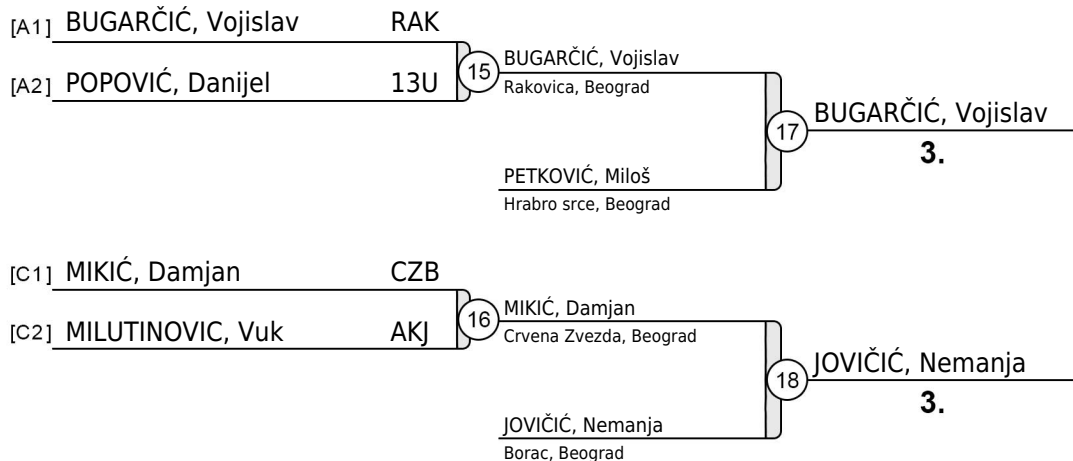 [A1] BUGARČIĆ, Vojislav RAK
[A2] POPOVIĆ, Danijel 13U
15
BUGARČIĆ, Vojislav
Rakovica, Beograd
PETKOVIĆ, Miloš
Hrabro srce, Beograd
17
BUGARČIĆ, Vojislav
3.
[C1] MIKIĆ, Damjan CZB
[C2] MILUTINOVIC, Vuk AKJ
16
MIKIĆ, Damjan
Crvena Zvezda, Beograd
JOVIČIĆ, Nemanja
Borac, Beograd
18
JOVIČIĆ, Nemanja
3.